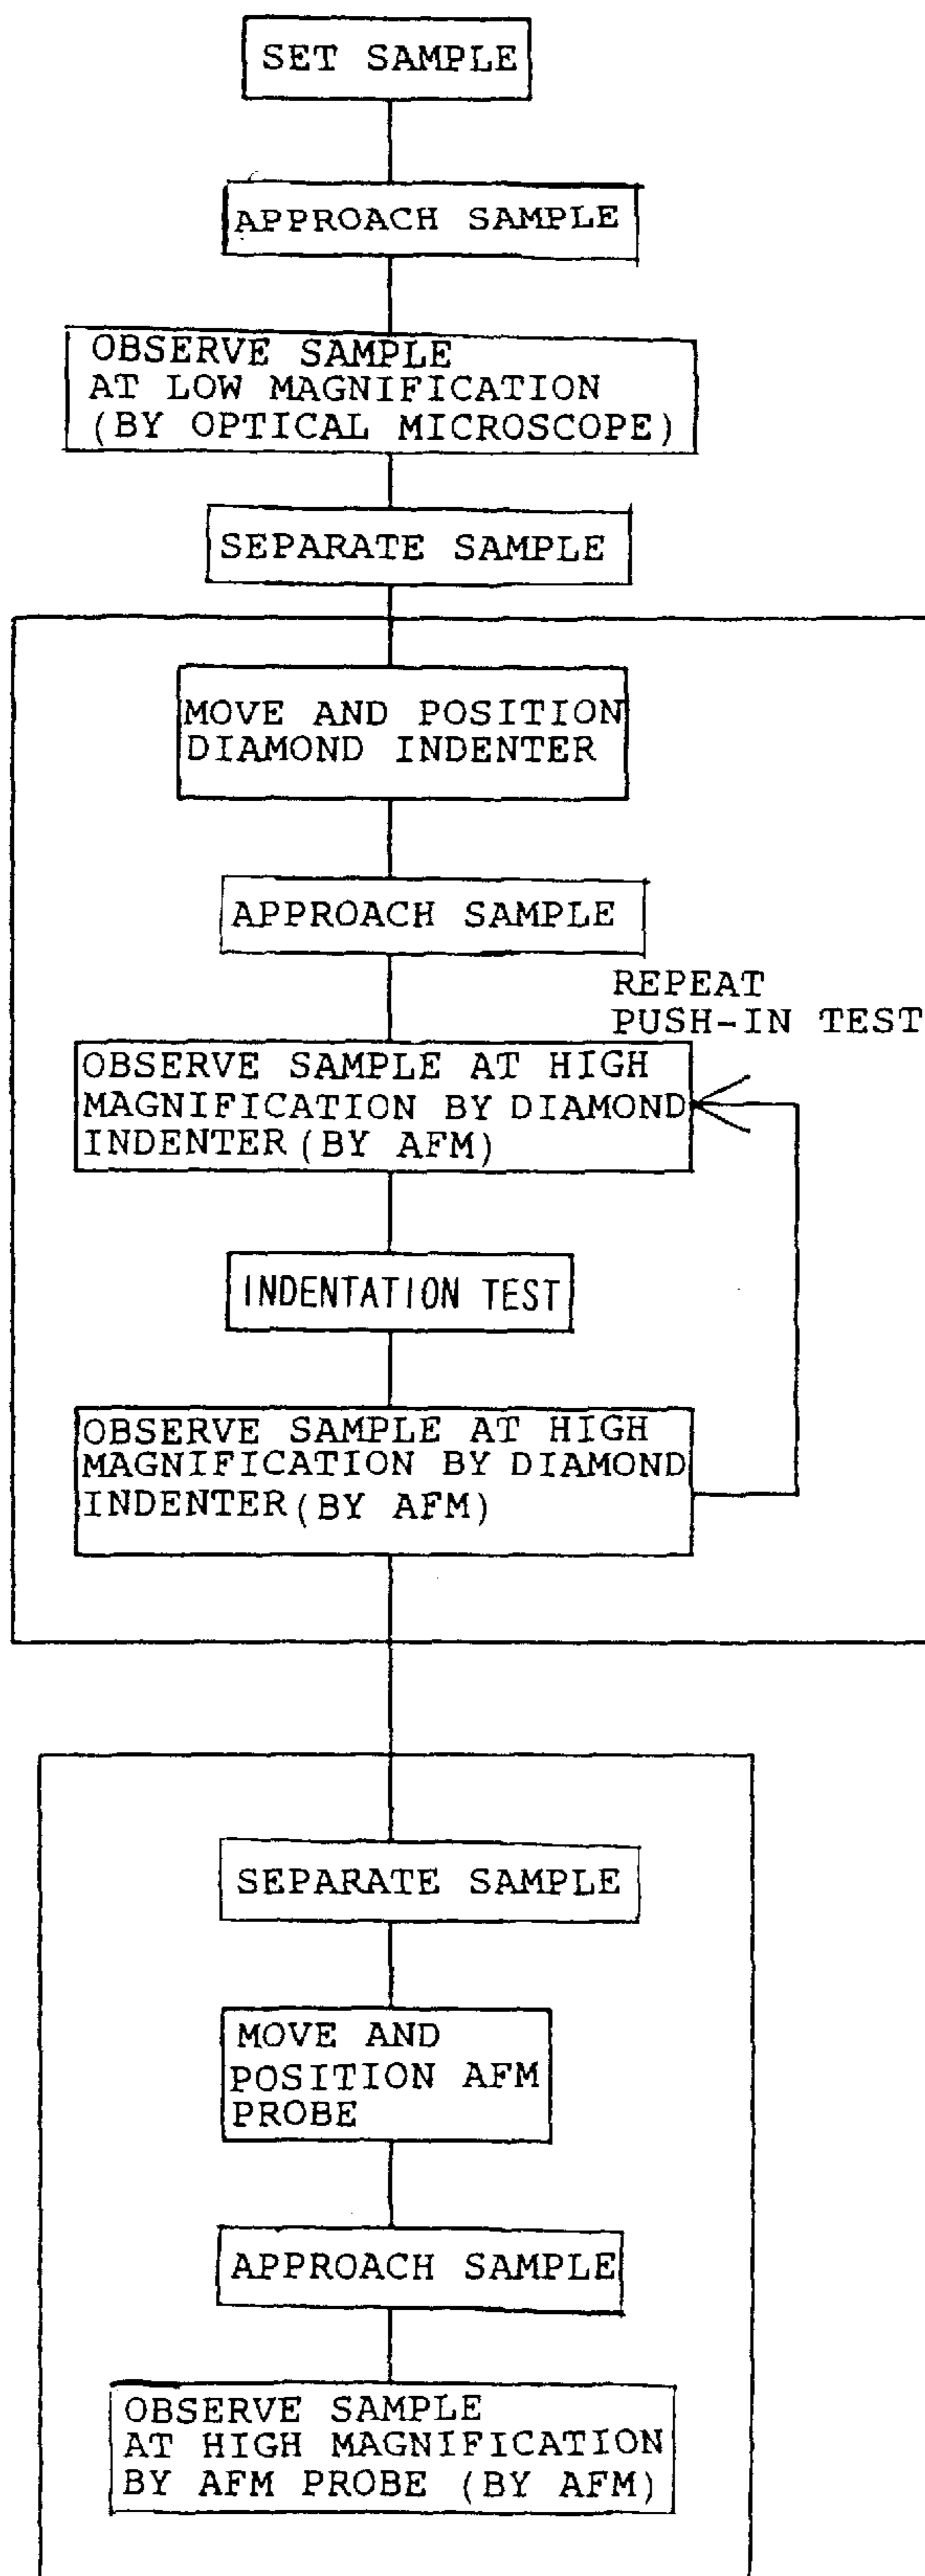 SET SAMPLE
APPROACH SAMPLE
OBSERVE SAMPLE
AT LOW MAGNIFICATION
(BY OPTICAL MICROSCOPE)
SEPARATE SAMPLE
MOVE AND POSITION
DIAMOND INDENTER
APPROACH SAMPLE
REPEAT
PUSH-IN TEST
OBSERVE SAMPLE AT HIGH
MAGNIFICATION BY DIAMOND
INDENTER (BY AFM)
INDENTATION TEST
OBSERVE SAMPLE AT HIGH
MAGNIFICATION BY DIAMOND
INDENTER (BY AFM)
SEPARATE SAMPLE
MOVE AND
POSITION AFM
PROBE
APPROACH SAMPLE
OBSERVE SAMPLE
AT HIGH MAGNIFICATION
BY AFM PROBE (BY AFM)